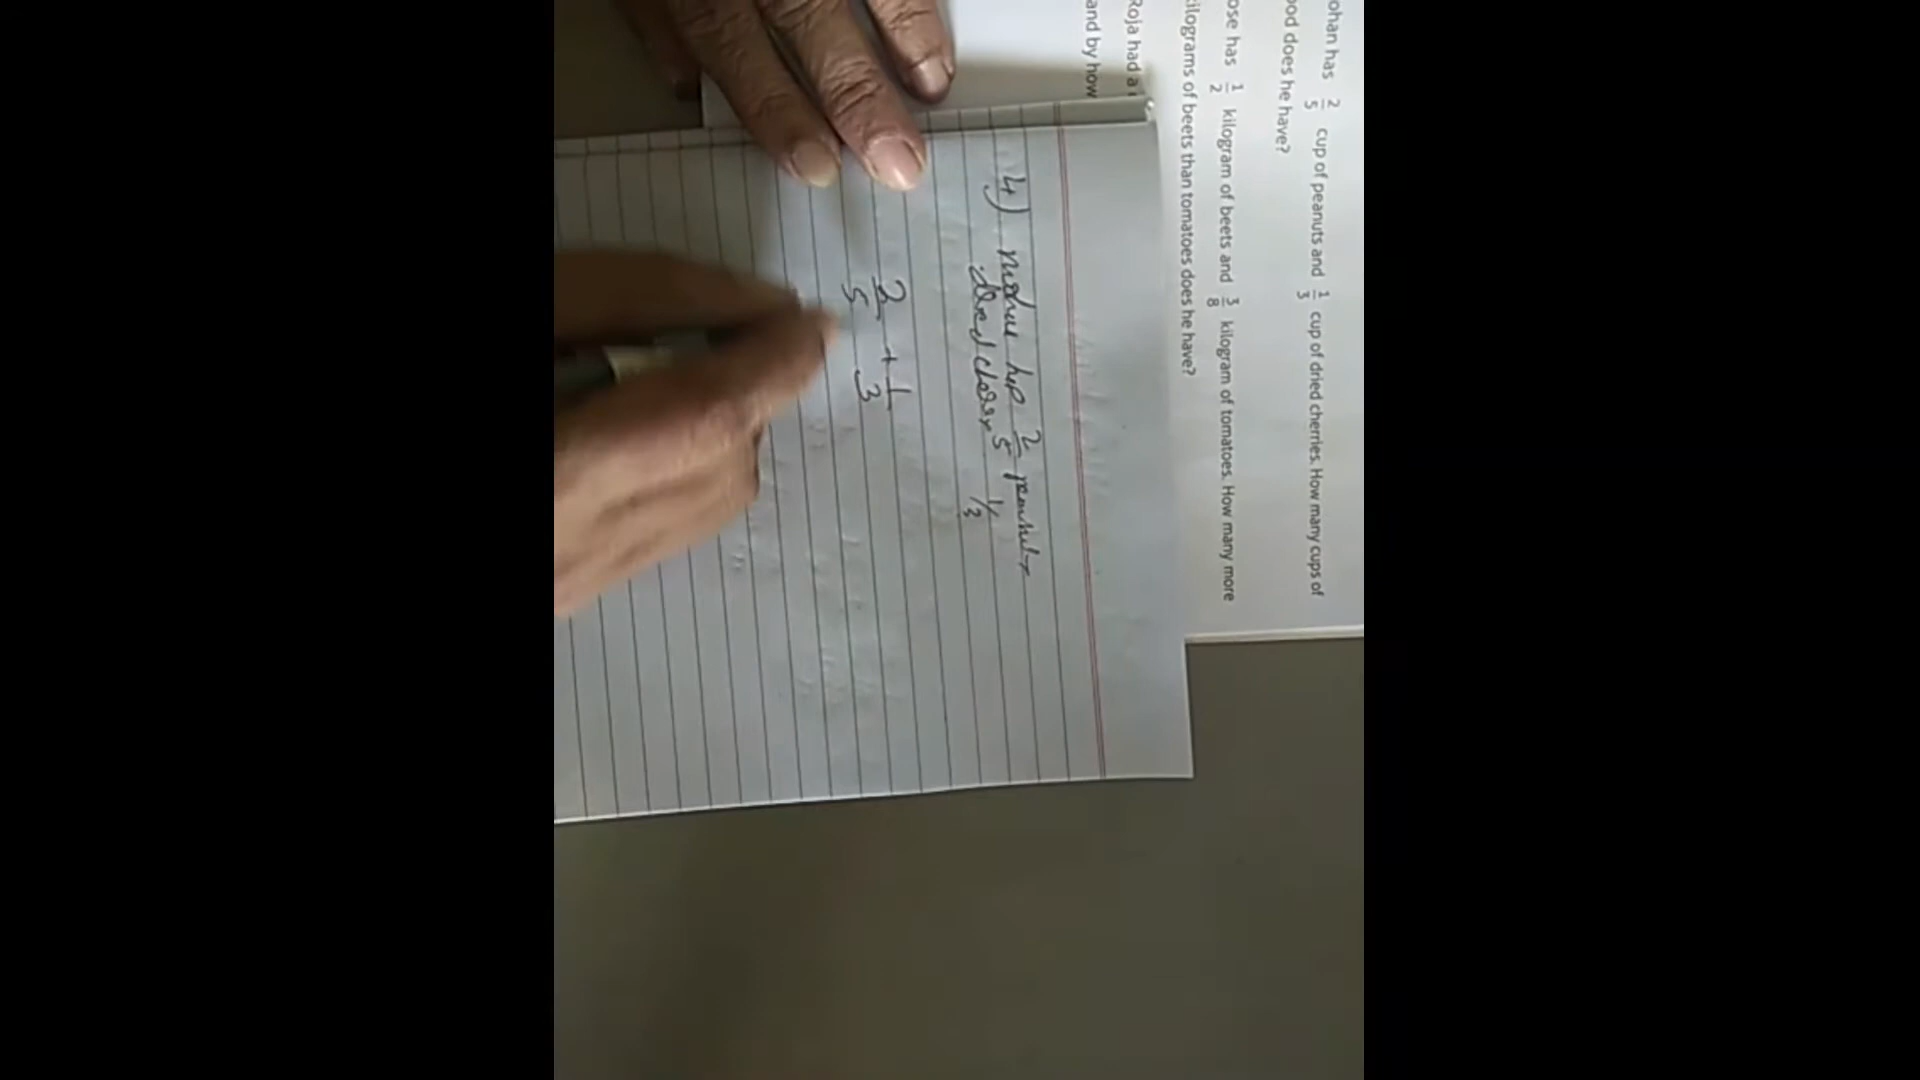 ohan has 2/5 cup of peanuts and 1/3 cup of dried cherries. How many cups of
ood does he have?
ose has 1/2 kilogram of beets and 3/8 kilogram of tomatoes. How many more
kilograms of beets than tomatoes does he have?
Roja had a
and by how
4) mohan has 2/5 peanuts
dried cherry 1/3
2/5 + 1/3